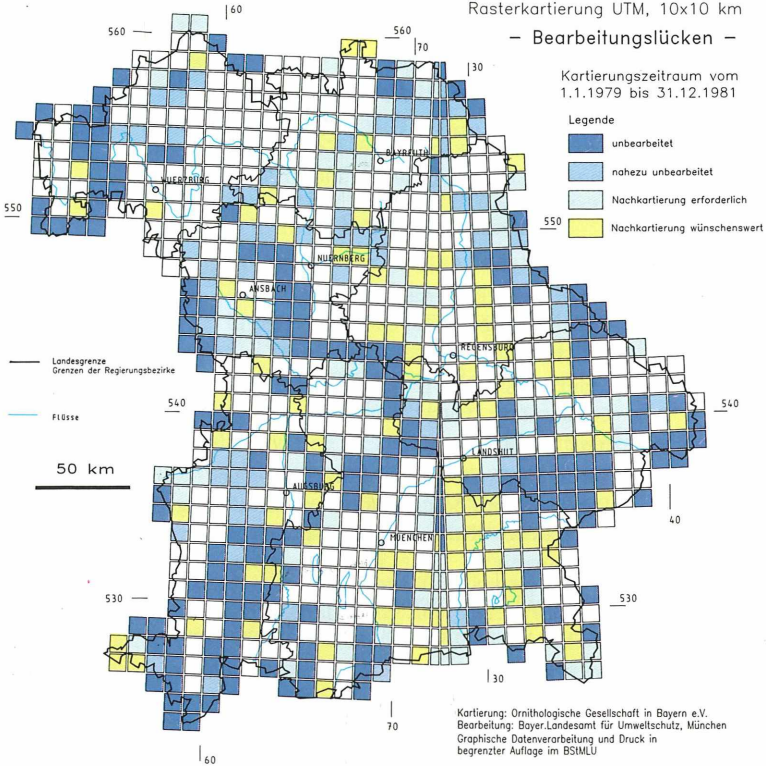 Rasterkartierung UTM, 10x10 km
– Bearbeitungslücken –
Kartierungszeitraum vom
1.1.1979 bis 31.12.1981
Legende
unbearbeitet
nahezu unbearbeitet
Nachkartierung erforderlich
Nachkartierung wünschenswert
60
560
560
70
30
BAYREUTH
WUERZBURG
550
550
NUERNBERG
ANSBACH
REGENSBURG
Landesgrenze
Grenzen der Regierungsbezirke
Flüsse
540
540
50 km
LANDSHUT
AUGSBURG
40
MUENCHEN
530
530
30
70
60
Kartierung: Ornithologische Gesellschaft in Bayern e.V.
Bearbeitung: Bayer.Landesamt für Umweltschutz, München
Graphische Datenverarbeitung und Druck in
begrenzter Auflage im BStMLU